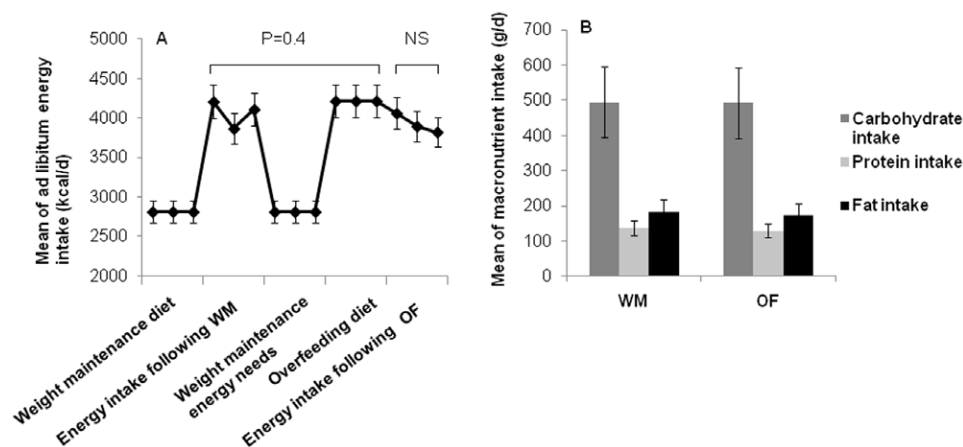 A
P=0.4
NS
Mean of ad libitum energy
intake (kcal/d)
5000
4500
4000
3500
3000
2500
2000
Weight maintenance diet
Energy intake following WM
Weight maintenance
energy needs
Overfeeding diet
Energy intake following OF
B
Mean of macronutrient intake (g/d)
700
600
500
400
300
200
100
0
WM
OF
Carbohydrate
intake
Protein intake
Fat intake